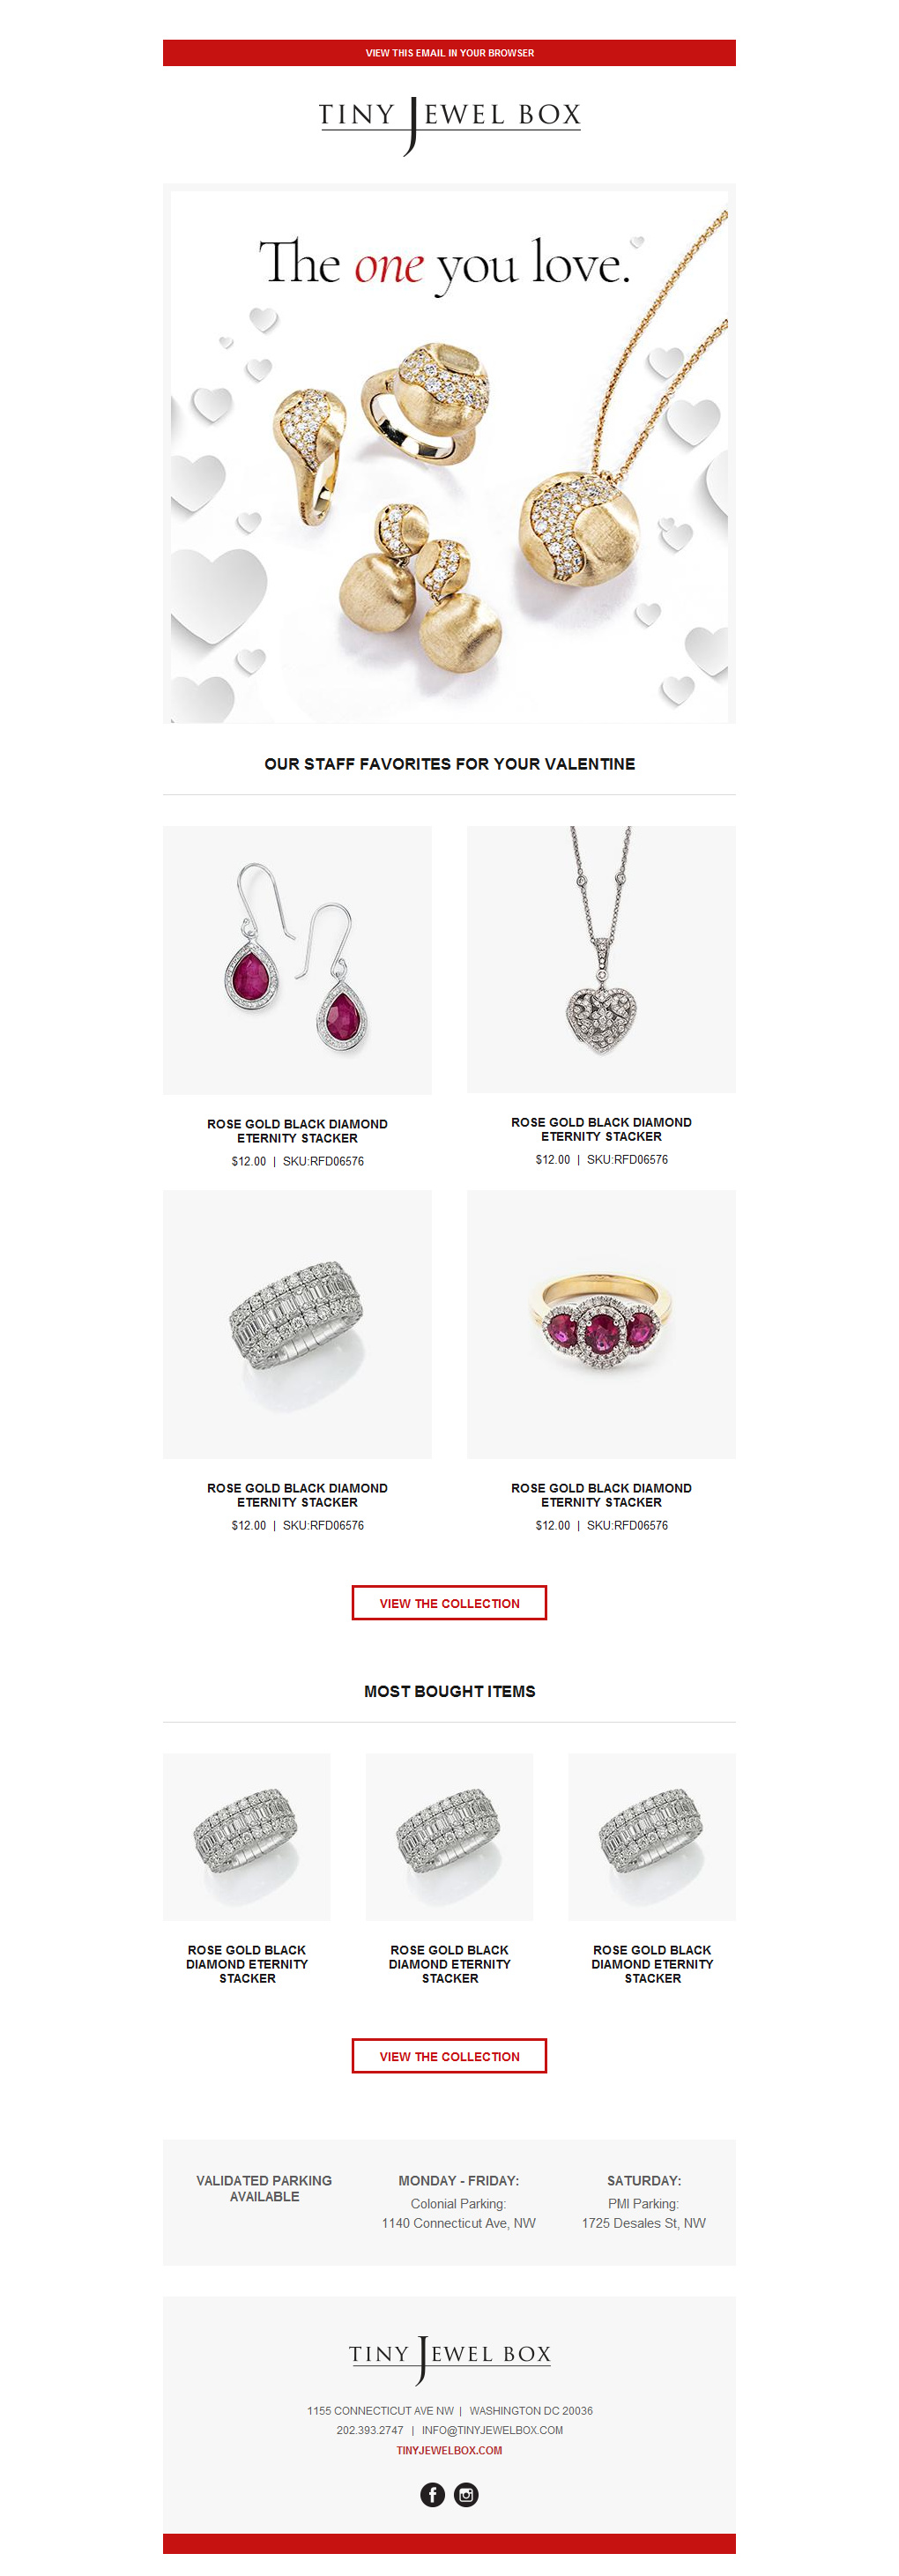 VIEW THIS EMAIL IN YOUR BROWSER
TINY JEWEL BOX
The one you love.
OUR STAFF FAVORITES FOR YOUR VALENTINE
ROSE GOLD BLACK DIAMOND
ETERNITY STACKER
$12.00 | SKU:RFD06576
ROSE GOLD BLACK DIAMOND
ETERNITY STACKER
$12.00 | SKU:RFD06576
ROSE GOLD BLACK DIAMOND
ETERNITY STACKER
$12.00 | SKU:RFD06576
ROSE GOLD BLACK DIAMOND
ETERNITY STACKER
$12.00 | SKU:RFD06576
VIEW THE COLLECTION
MOST BOUGHT ITEMS
ROSE GOLD BLACK
DIAMOND ETERNITY
STACKER
ROSE GOLD BLACK
DIAMOND ETERNITY
STACKER
ROSE GOLD BLACK
DIAMOND ETERNITY
STACKER
VIEW THE COLLECTION
VALIDATED PARKING
AVAILABLE
MONDAY - FRIDAY:
Colonial Parking:
1140 Connecticut Ave, NW
SATURDAY:
PMI Parking:
1725 Desales St, NW
TINY JEWEL BOX
1155 CONNECTICUT AVE NW | WASHINGTON DC 20036
202.393.2747 | INFO@TINYJEWELBOX.COM
TINYJEWELBOX.COM